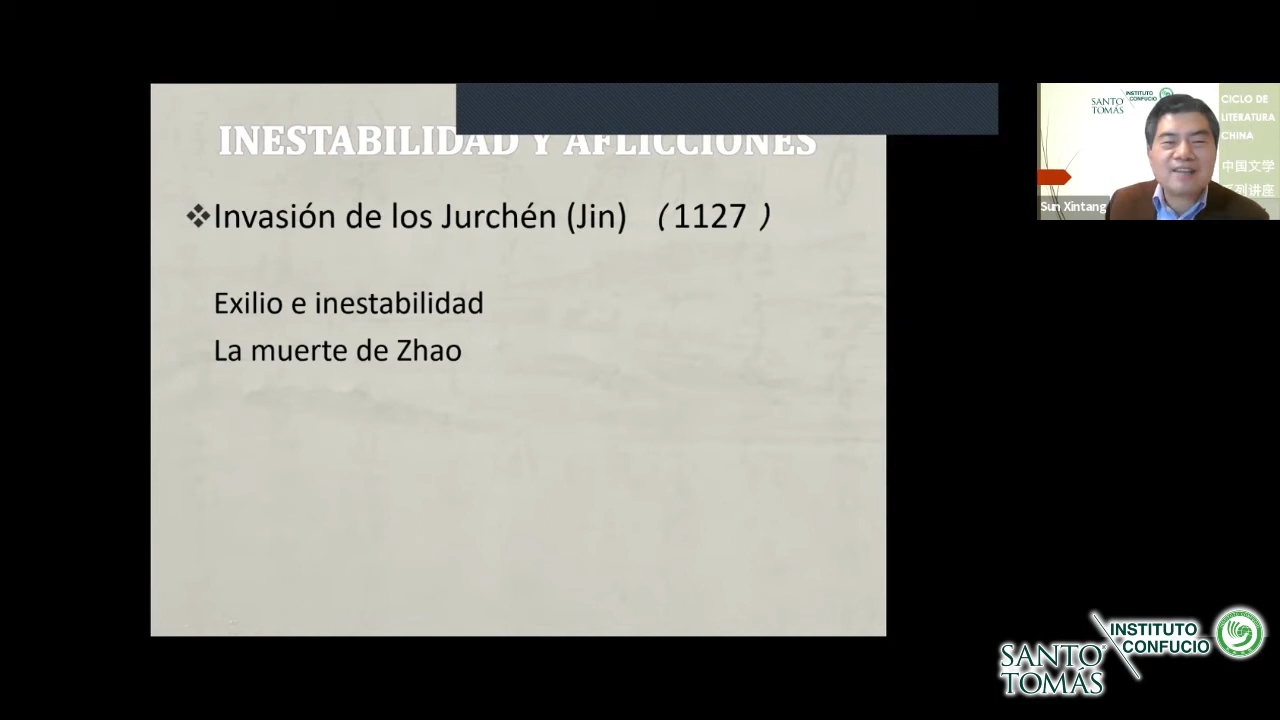 INESTABILIDAD Y AFLICCIONES
❖Invasión de los Jurchén (Jin) (1127 )
Exilio e inestabilidad
La muerte de Zhao
SANTO TOMÁS
INSTITUTO CONFUCIO
CICLO DE
LITERATURA
CHINA
中国文学
系列讲座
Sun Xintang
INSTITUTO
CONFUCIO
SANTO
TOMÁS